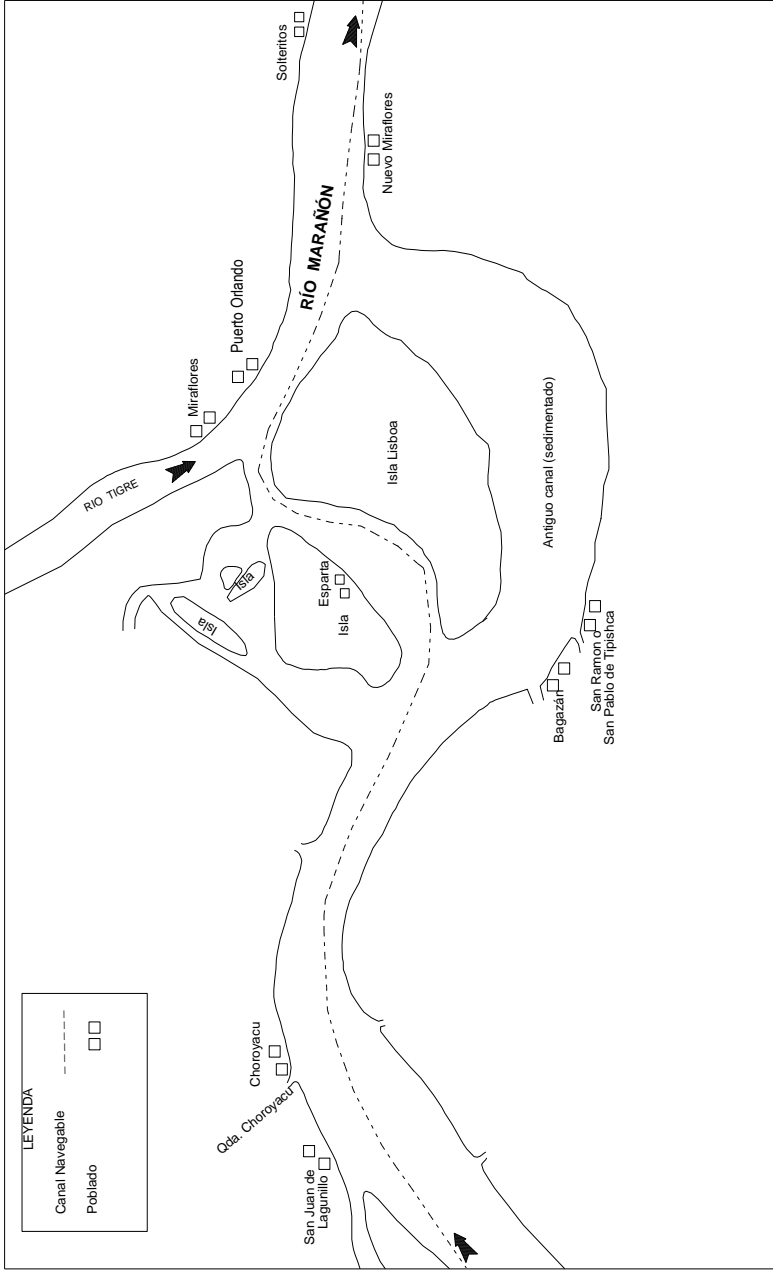 LEYENDA
Canal Navegable
Poblado
San Juan de
Lagunillo
Qda. Choroyacu
Choroyacu
Isla
Isla
Isla
Esparta
RIO TIGRE
Miraflores
Puerto Orlando
RÍO MARAÑÓN
Solteritos
Nuevo Miraflores
Isla Lisboa
Antiguo canal (sedimentado)
Bagazán
San Ramon o
San Pablo de Tipishca